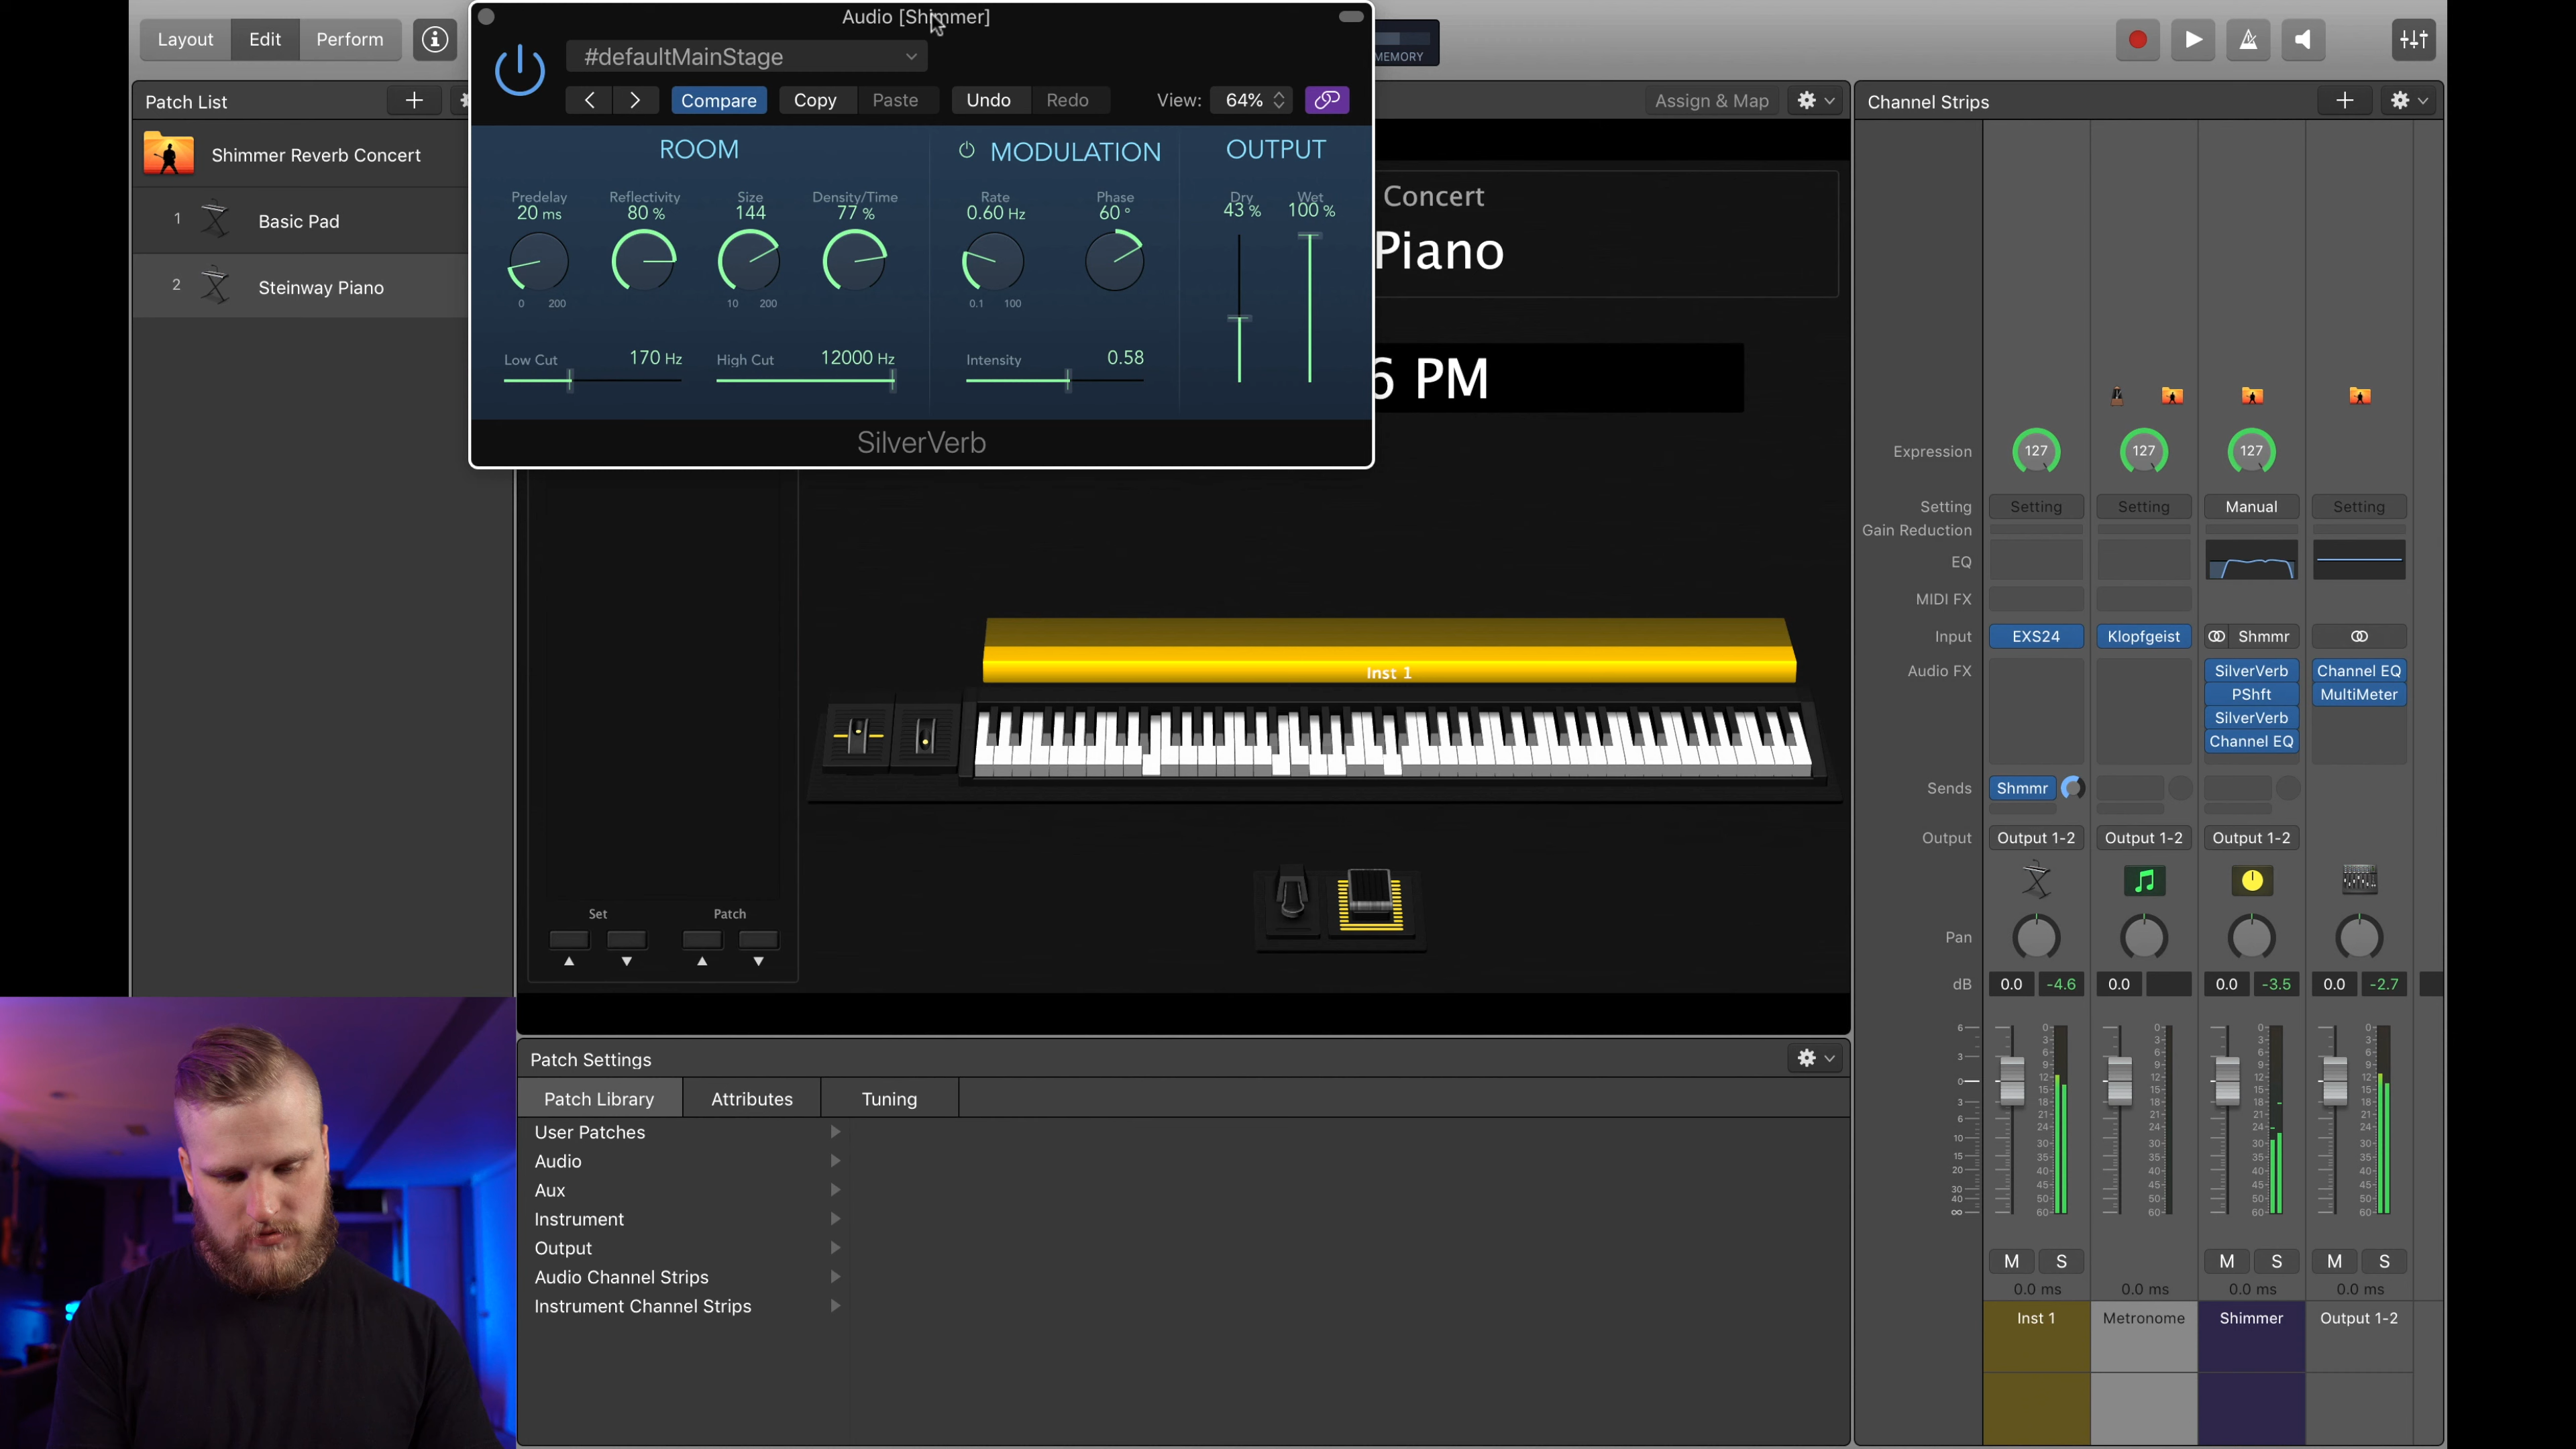 Layout Edit Perform
MEMORY
Patch List
Shimmer Reverb Concert
1 Basic Pad
2 Steinway Piano
Audio [Shimmer]
#defaultMainStage
Compare Copy Paste Undo Redo View: 64%
ROOM
Predelay Reflectivity Size Density/Time
20 ms 80 % 144 77 %
0 200 10 200
Low Cut 170 Hz High Cut 12000 Hz
MODULATION
Rate Phase
0.60 Hz 60 °
0.1 100
Intensity 0.58
OUTPUT
Dry Wet
43 % 100 %
SilverVerb
Assign & Map
Concert
Piano
6 PM
Inst 1
Set Patch
Patch Settings
Patch Library Attributes Tuning
User Patches
Audio
Aux
Instrument
Output
Audio Channel Strips
Instrument Channel Strips
Channel Strips
Expression 127 127 127
Setting Setting Setting Manual Setting
Gain Reduction
EQ
MIDI FX
Input EXS24 Klopfgeist Shmmr
Audio FX SilverVerb Channel EQ
PShft MultiMeter
SilverVerb
Channel EQ
Sends Shmmr
Output Output 1-2 Output 1-2 Output 1-2
Pan
dB 0.0 -4.6 0.0 0.0 -3.5 0.0 -2.7
M S M S M S
0.0 ms 0.0 ms 0.0 ms 0.0 ms
Inst 1 Metronome Shimmer Output 1-2